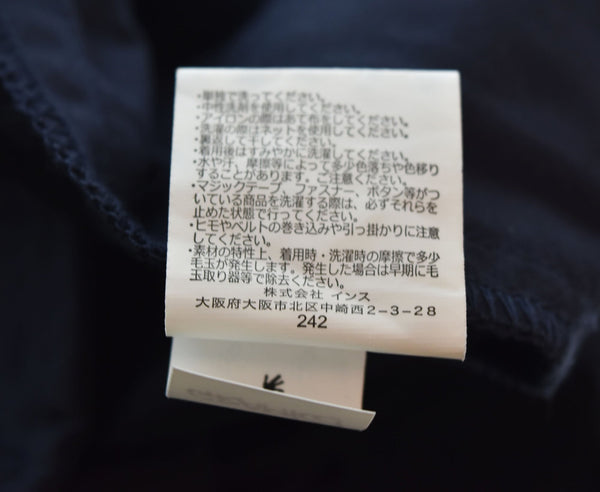 ・単独で洗ってください。
・中性洗剤を使用してください。
・アイロンの際はあて布をしてください。
・洗濯の際はネットを使用してください。
・裏返して干してください。
・着用後はすみやかに洗濯してください。
・水や汗、摩擦等によって多少色落ちや色移り
することがあります。ご注意ください。
・マジックテープ、ファスナー、ボタン等がつ
いている商品を洗濯する際は、必ずそれらを
止めた状態で行ってください。
・ヒモやベルトの巻き込みや引っ掛かりに注意
してください。
・素材の特性上、着用時・洗濯時の摩擦で多少
毛玉が発生します。発生した場合は早期に毛
玉取り器等で除去ください。
株式会社 インス
大阪府大阪市北区中崎西2-3-28
242